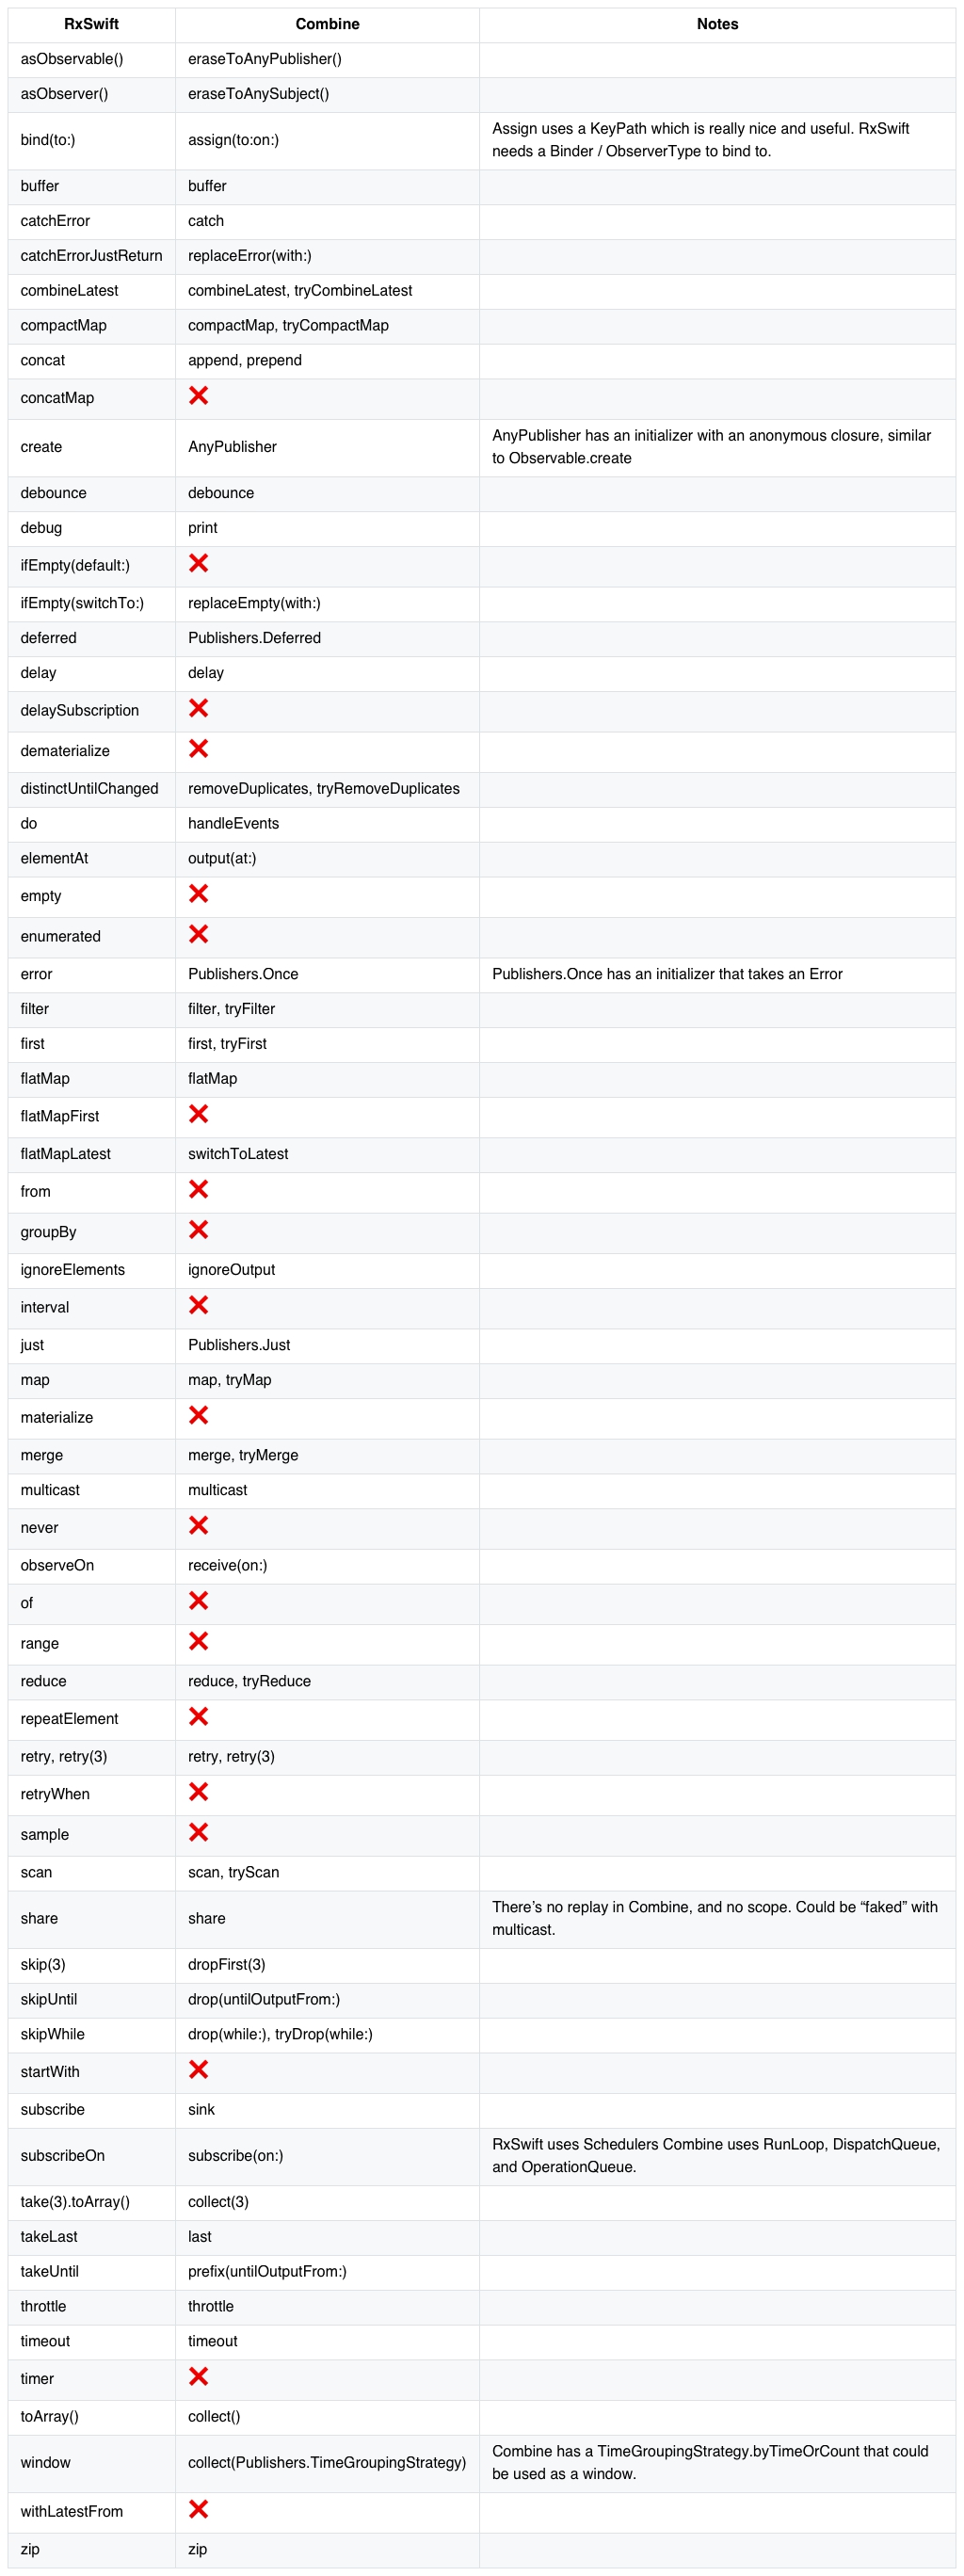 RxSwift Combine Notes
asObservable() eraseToAnyPublisher()
asObserver() eraseToAnySubject()
bind(to:) assign(to:on:) Assign uses a KeyPath which is really nice and useful. RxSwift
needs a Binder / ObserverType to bind to.
buffer buffer
catchError catch
catchErrorJustReturn replaceError(with:)
combineLatest combineLatest, tryCombineLatest
compactMap compactMap, tryCompactMap
concat append, prepend
concatMap ❌
create AnyPublisher AnyPublisher has an initializer with an anonymous closure, similar
to Observable.create
debounce debounce
debug print
ifEmpty(default:) ❌
ifEmpty(switchTo:) replaceEmpty(with:)
deferred Publishers.Deferred
delay delay
delaySubscription ❌
dematerialize ❌
distinctUntilChanged removeDuplicates, tryRemoveDuplicates
do handleEvents
elementAt output(at:)
empty ❌
enumerated ❌
error Publishers.Once Publishers.Once has an initializer that takes an Error
filter filter, tryFilter
first first, tryFirst
flatMap flatMap
flatMapFirst ❌
flatMapLatest switchToLatest
from ❌
groupBy ❌
ignoreElements ignoreOutput
interval ❌
just Publishers.Just
map map, tryMap
materialize ❌
merge merge, tryMerge
multicast multicast
never ❌
observeOn receive(on:)
of ❌
range ❌
reduce reduce, tryReduce
repeatElement ❌
retry, retry(3) retry, retry(3)
retryWhen ❌
sample ❌
scan scan, tryScan
share share There’s no replay in Combine, and no scope. Could be “faked” with
multicast.
skip(3) dropFirst(3)
skipUntil drop(untilOutputFrom:)
skipWhile drop(while:), tryDrop(while:)
startWith ❌
subscribe sink
subscribeOn subscribe(on:) RxSwift uses Schedulers Combine uses RunLoop, DispatchQueue,
and OperationQueue.
take(3).toArray() collect(3)
takeLast last
takeUntil prefix(untilOutputFrom:)
throttle throttle
timeout timeout
timer ❌
toArray() collect()
window collect(Publishers.TimeGroupingStrategy) Combine has a TimeGroupingStrategy.byTimeOrCount that could
be used as a window.
withLatestFrom ❌
zip zip